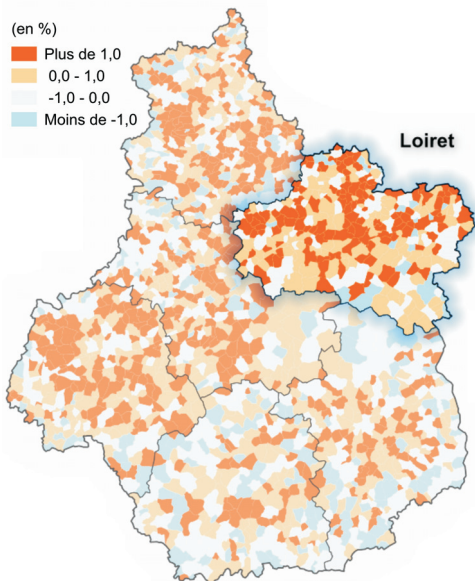 (en %)
Plus de 1,0
0,0 - 1,0
-1,0 - 0,0
Moins de -1,0
Loiret